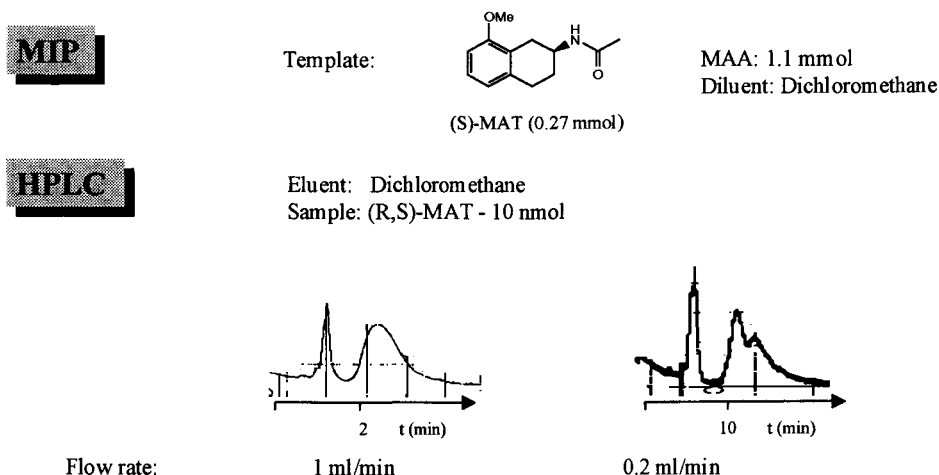 MIP
Template:
OMe
H
N
O
(S)-MAT (0.27 mmol)
MAA: 1.1 mmol
Diluent: Dichloromethane
HPLC
Eluent: Dichloromethane
Sample: (R,S)-MAT - 10 nmol
2 t (min)
10 t (min)
Flow rate: 1 ml/min 0.2 ml/min